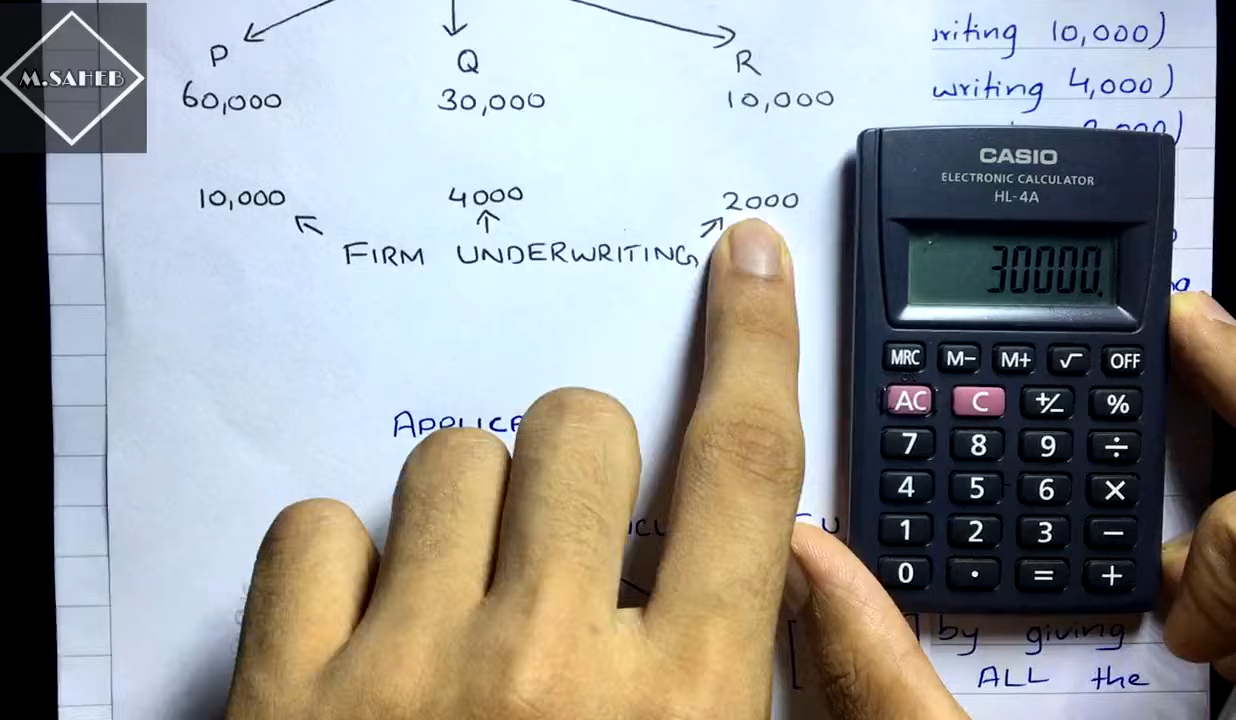 M.SAHEB
P Q R
60,000 30,000 10,000
10,000 4000 2000
FIRM UNDERWRITING
writing 10,000)
writing 4,000)
000)
CASIO
ELECTRONIC CALCULATOR
HL-4A
30000.
MRC M− M+ √ OFF
AC C +/− %
7 8 9 ÷
4 5 6 ×
1 2 3 −
0 · = +
by giving
ALL the